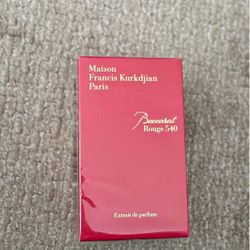 Maison
Francis Kurkdjian
Paris
Baccarat
Rouge 540
Extrait de parfum